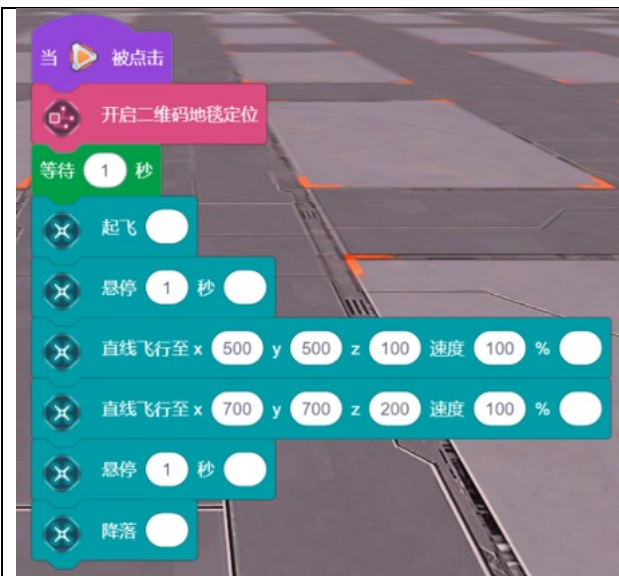 当 被点击
开启二维码地毯定位
等待 1 秒
起飞
悬停 1 秒
直线飞行至 x 500 y 500 z 100 速度 100 %
直线飞行至 x 700 y 700 z 200 速度 100 %
悬停 1 秒
降落